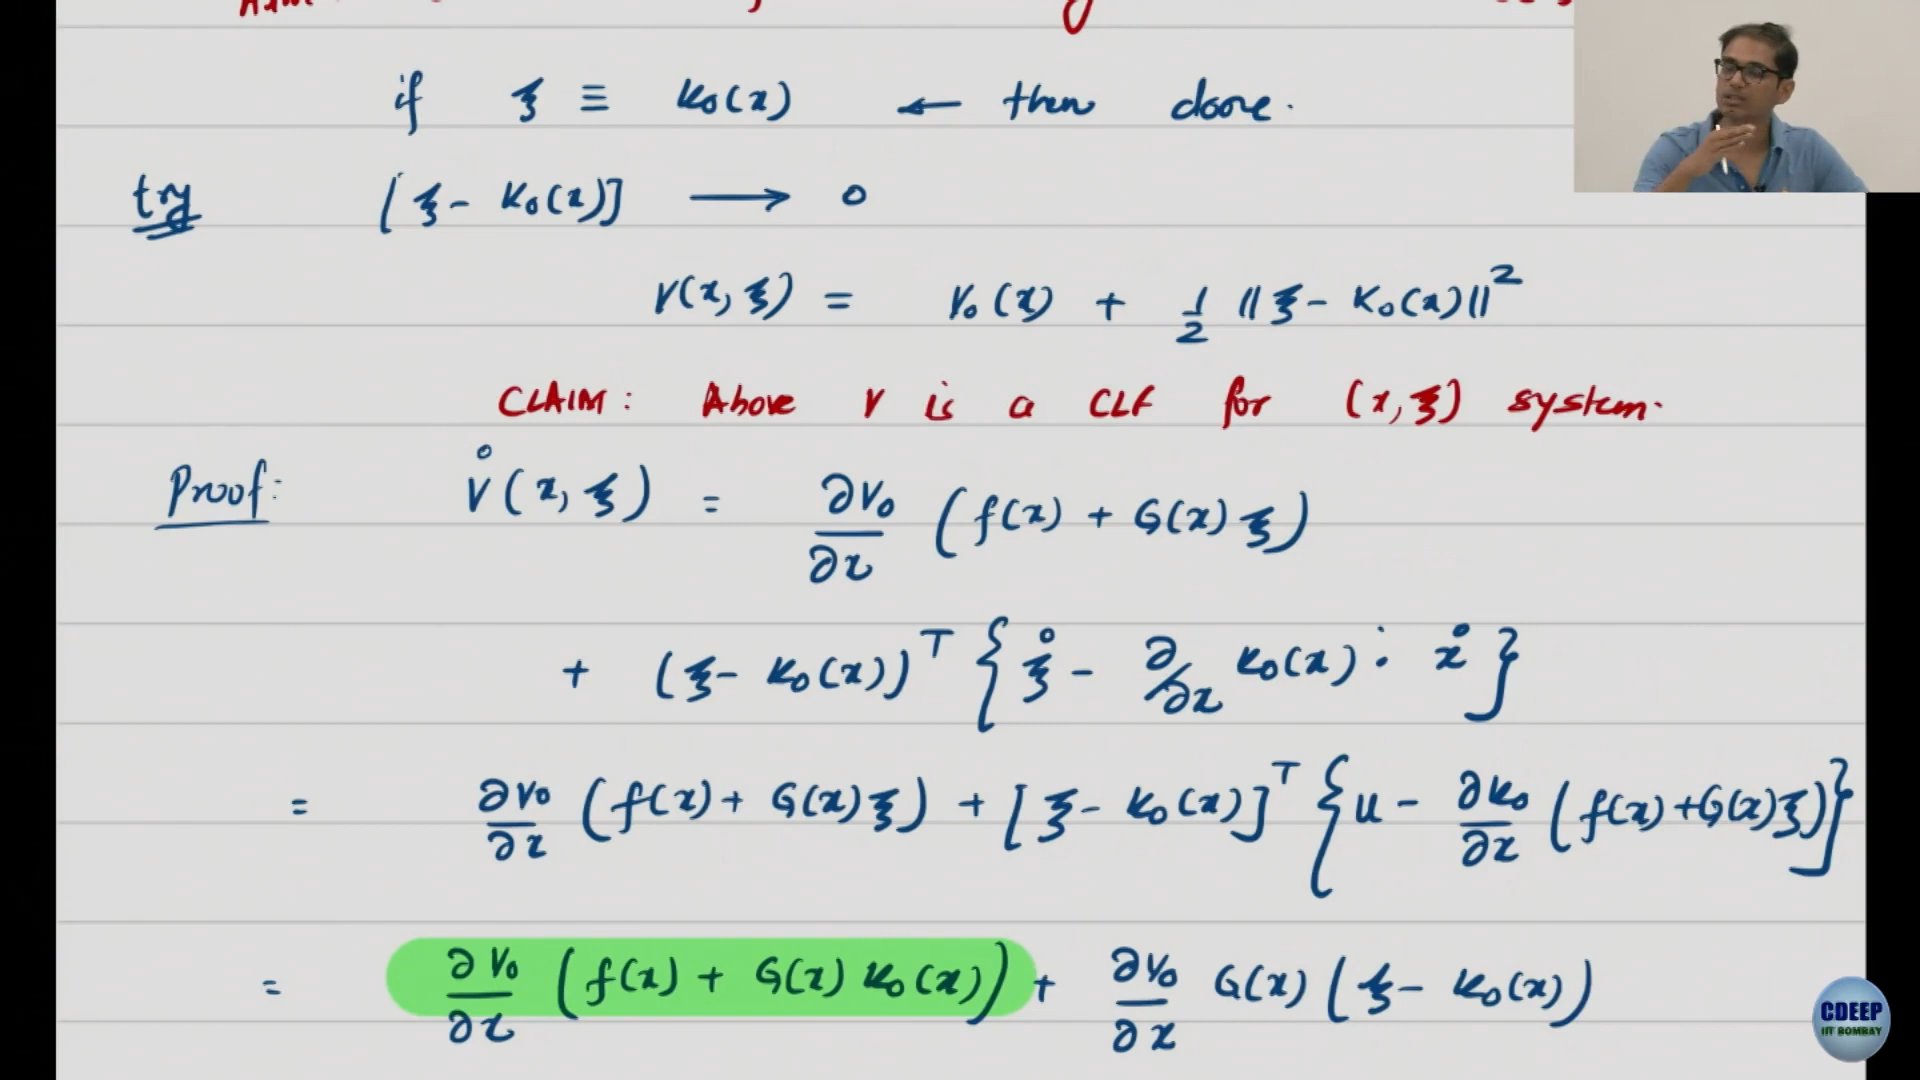 if ξ ≡ K₀(x) ← then done.
try [ξ - K₀(x)] → 0
V(x, ξ) = V₀(x) + 1/2 ||ξ - K₀(x)||²
CLAIM: Above V is a CLF for (x, ξ) system.
Proof: V̇(x, ξ) = ∂V₀/∂x (f(x) + G(x) ξ)
+ (ξ - K₀(x))ᵀ { ξ̇ - ∂/∂x K₀(x) · ẋ }
= ∂V₀/∂x (f(x) + G(x) ξ) + [ξ - K₀(x)]ᵀ { u - ∂K₀/∂x (f(x) + G(x) ξ) }
= ∂V₀/∂x (f(x) + G(x) K₀(x)) + ∂V₀/∂x G(x) (ξ - K₀(x))
CDEEP
IIT BOMBAY